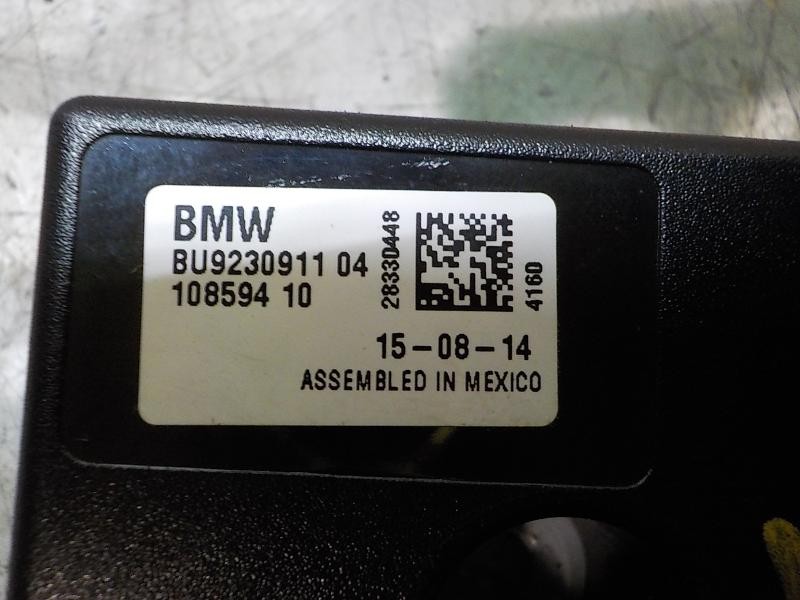 BMW
BU9230911 04
108594 10
28330448
4160
15-08-14
ASSEMBLED IN MEXICO